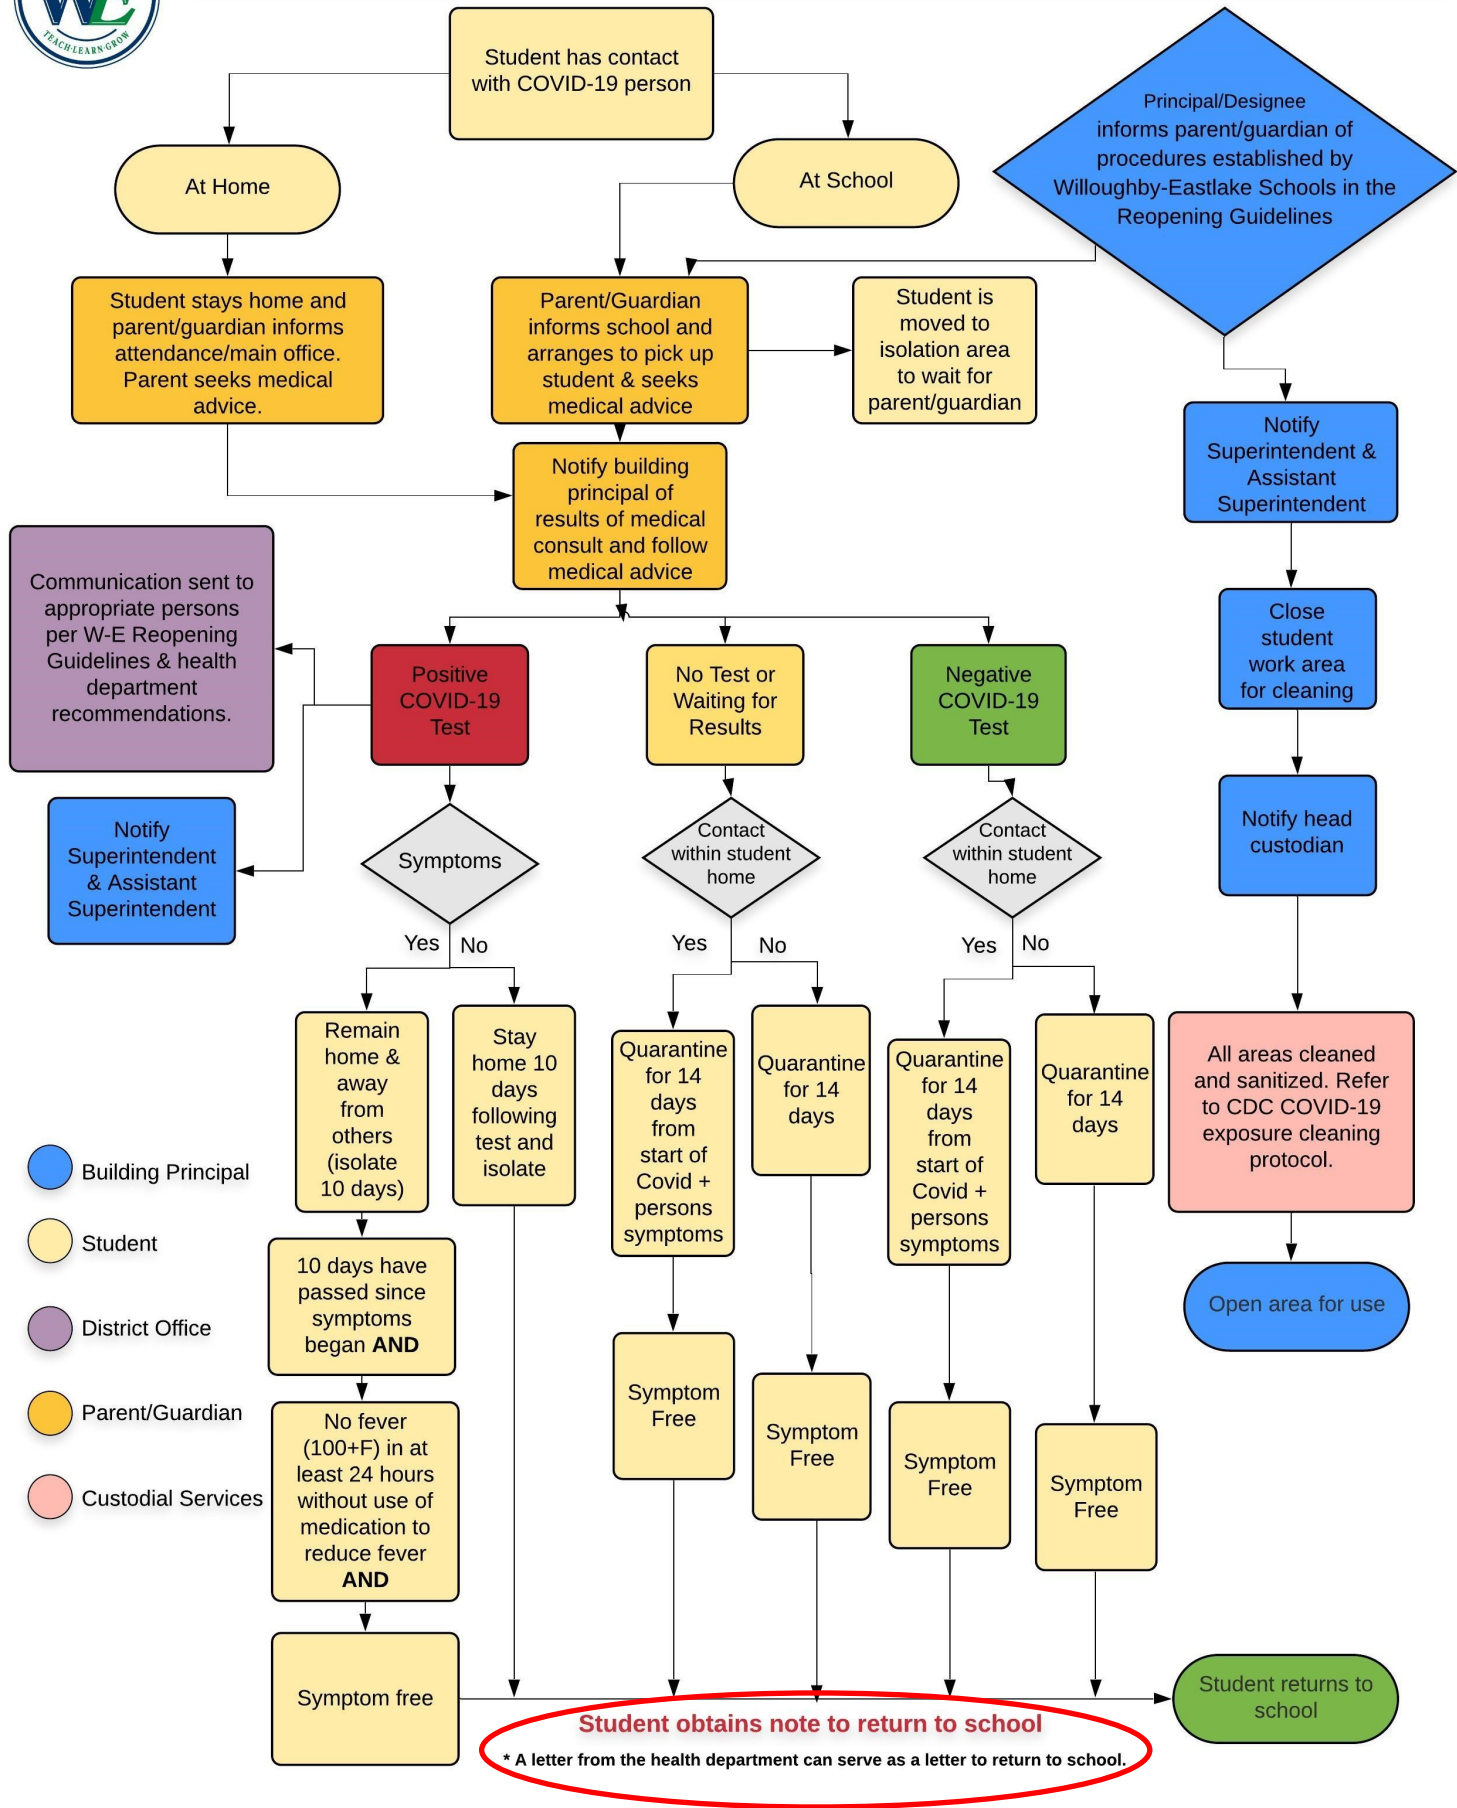 WE
TEACH·LEARN·GROW
Student has contact
with COVID-19 person
Principal/Designee
informs parent/guardian of
procedures established by
Willoughby-Eastlake Schools in the
Reopening Guidelines
At Home
At School
Student stays home and
parent/guardian informs
attendance/main office.
Parent seeks medical
advice.
Parent/Guardian
informs school and
arranges to pick up
student & seeks
medical advice
Student is
moved to
isolation area
to wait for
parent/guardian
Notify
Superintendent &
Assistant
Superintendent
Notify building
principal of
results of medical
consult and follow
medical advice
Communication sent to
appropriate persons
per W-E Reopening
Guidelines & health
department
recommendations.
Close
student
work area
for cleaning
Positive
COVID-19
Test
No Test or
Waiting for
Results
Negative
COVID-19
Test
Notify
Superintendent
& Assistant
Superintendent
Symptoms
Contact
within student
home
Contact
within student
home
Notify head
custodian
Yes
No
Yes
No
Yes
No
Remain
home &
away
from
others
(isolate
10 days)
Stay
home 10
days
following
test and
isolate
Quarantine
for 14
days
from
start of
Covid +
persons
symptoms
Quarantine
for 14
days
Quarantine
for 14
days
from
start of
Covid +
persons
symptoms
Quarantine
for 14
days
All areas cleaned
and sanitized. Refer
to CDC COVID-19
exposure cleaning
protocol.
Building Principal
Student
District Office
Parent/Guardian
Custodial Services
10 days have
passed since
symptoms
began AND
Open area for use
No fever
(100+F) in at
least 24 hours
without use of
medication to
reduce fever
AND
Symptom
Free
Symptom
Free
Symptom
Free
Symptom
Free
Symptom free
Student returns to
school
Student obtains note to return to school
* A letter from the health department can serve as a letter to return to school.